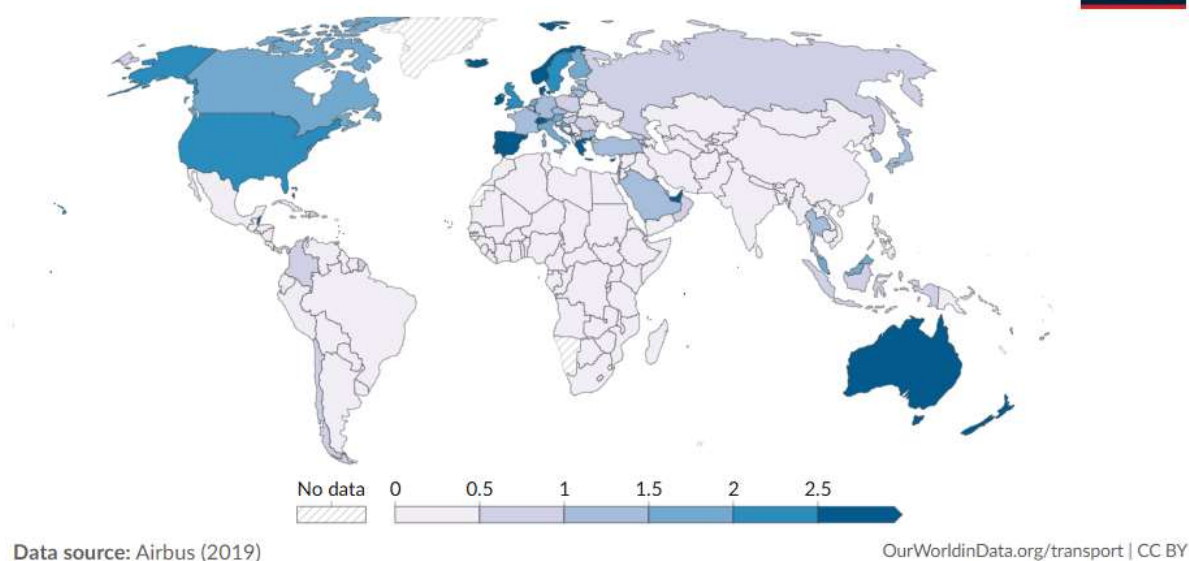 No data 0 0.5 1 1.5 2 2.5
Data source: Airbus (2019) OurWorldinData.org/transport | CC BY